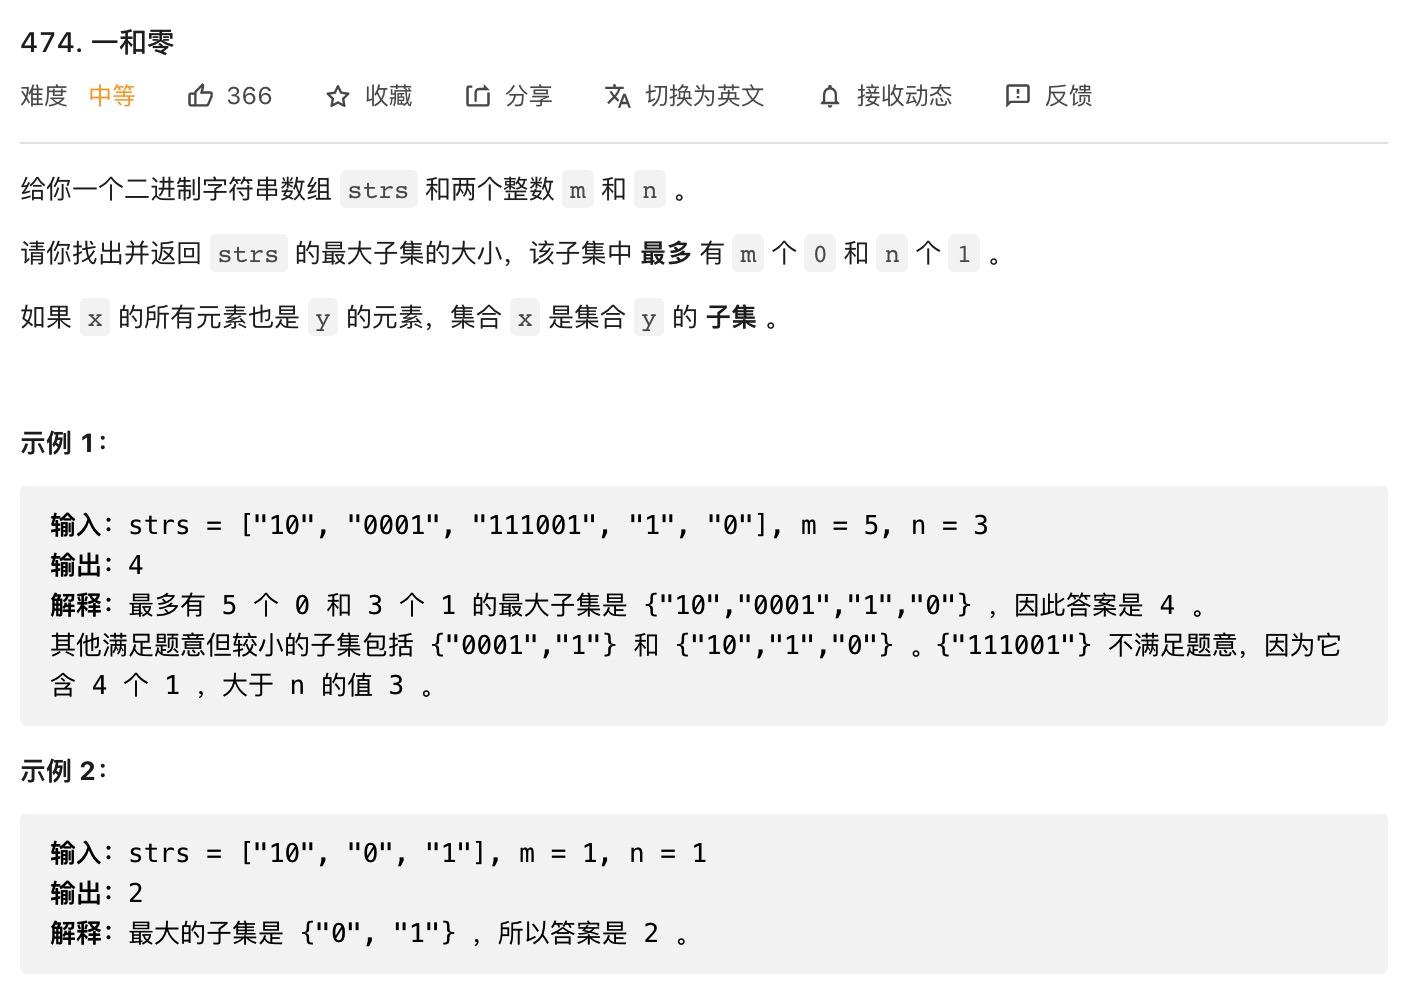 474. 一和零
难度 中等 366 收藏 分享 切换为英文 接收动态 反馈
给你一个二进制字符串数组 strs 和两个整数 m 和 n 。
请你找出并返回 strs 的最大子集的大小，该子集中 最多 有 m 个 0 和 n 个 1 。
如果 x 的所有元素也是 y 的元素，集合 x 是集合 y 的 子集 。
示例 1：
输入：strs = ["10", "0001", "111001", "1", "0"], m = 5, n = 3
输出：4
解释：最多有 5 个 0 和 3 个 1 的最大子集是 {"10","0001","1","0"} ，因此答案是 4 。
其他满足题意但较小的子集包括 {"0001","1"} 和 {"10","1","0"} 。{"111001"} 不满足题意，因为它
含 4 个 1 ，大于 n 的值 3 。
示例 2：
输入：strs = ["10", "0", "1"], m = 1, n = 1
输出：2
解释：最大的子集是 {"0", "1"} ，所以答案是 2 。